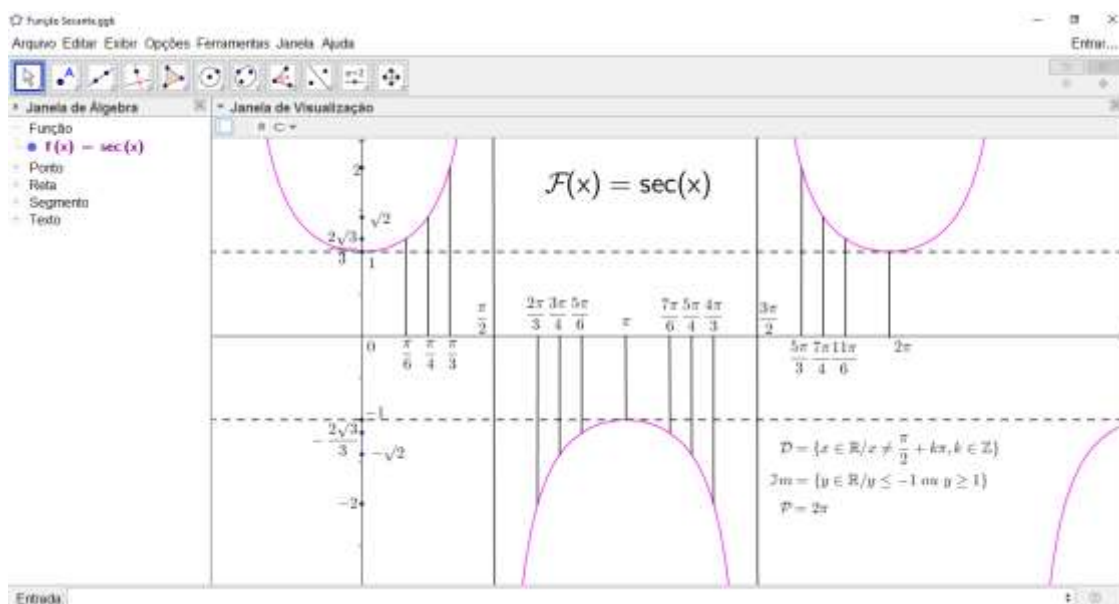 Função Secante.ggb
Arquivo Editar Exibir Opções Ferramentas Janela Ajuda
Entrar...
Janela de Álgebra
Janela de Visualização
Função
f(x) = sec(x)
Ponto
Reta
Segmento
Texto
F(x) = sec(x)
2
√2
2√3/3
1
π/2
2π/3 3π/4 5π/6
π
7π/6 5π/4 4π/3
3π/2
0
π/6 π/4 π/3
5π/3 7π/4 11π/6
2π
-1
-2√3/3
-√2
-2
D = {x ∈ ℝ/x ≠ π/2 + kπ, k ∈ ℤ}
Im = {y ∈ ℝ/y ≤ -1 ou y ≥ 1}
P = 2π
Entrada: